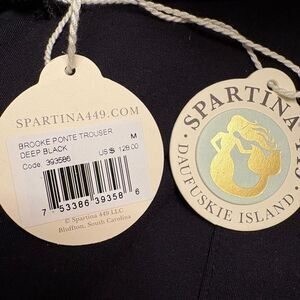 SPARTINA449.COM
BROOKE PONTE TROUSER
DEEP BLACK
M
Code: 393586
US $ 128.00
7 53386 39358 6
© Spartina 449 LLC
Bluffton, South Carolina
SPARTINA
DAUFUSKIE ISLAND